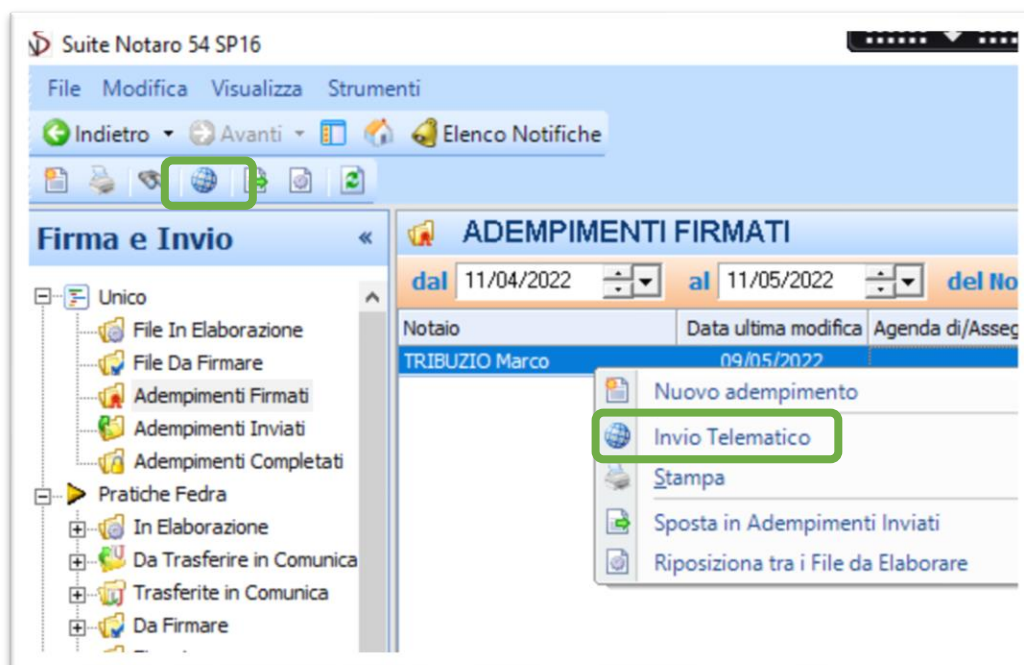 Suite Notaro 54 SP16
File Modifica Visualizza Strumenti
Indietro Avanti Elenco Notifiche
Firma e Invio «
ADEMPIMENTI FIRMATI
dal 11/04/2022 al 11/05/2022 del No
Notaio Data ultima modifica Agenda di/Asseg
TRIBUZIO Marco 09/05/2022
Unico
File In Elaborazione
File Da Firmare
Adempimenti Firmati
Adempimenti Inviati
Adempimenti Completati
Pratiche Fedra
In Elaborazione
Da Trasferire in Comunica
Trasferite in Comunica
Da Firmare
Nuovo adempimento
Invio Telematico
Stampa
Sposta in Adempimenti Inviati
Riposiziona tra i File da Elaborare